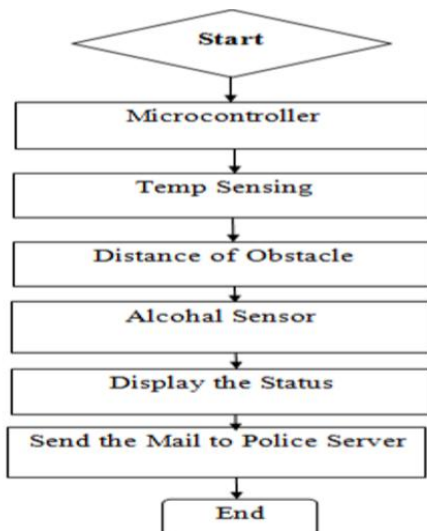 Start
Microcontroller
Temp Sensing
Distance of Obstacle
Alcohal Sensor
Display the Status
Send the Mail to Police Server
End